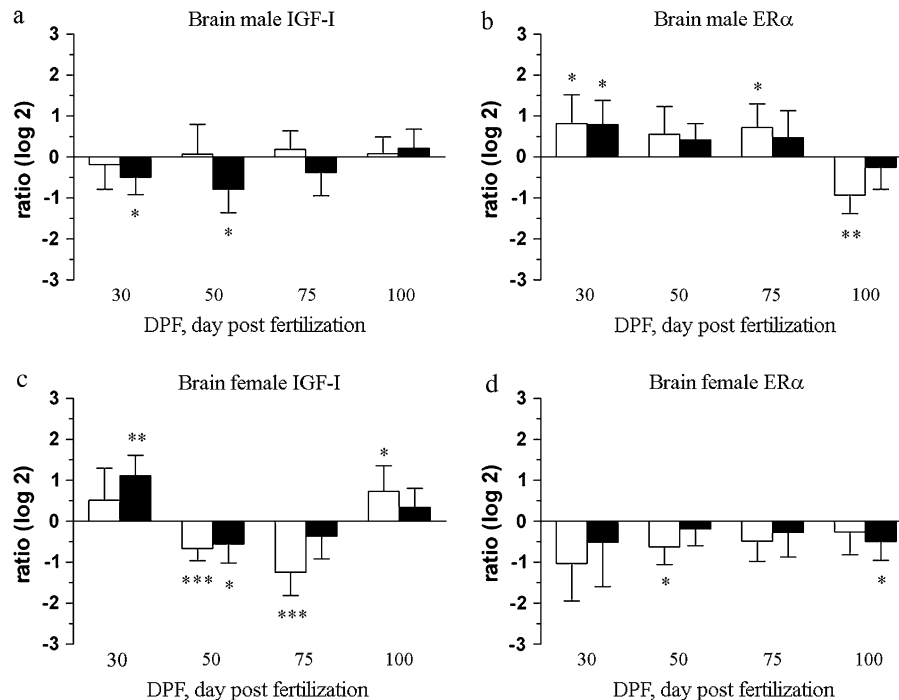 a
Brain male IGF-I
3
2
1
0
-1
-2
-3
ratio (log 2)
*
*
30 50 75 100
DPF, day post fertilization
b
Brain male ERα
3
2
1
0
-1
-2
-3
ratio (log 2)
* * *
**
30 50 75 100
DPF, day post fertilization
c
Brain female IGF-I
3
2
1
0
-1
-2
-3
ratio (log 2)
** *
*** *
***
30 50 75 100
DPF, day post fertilization
d
Brain female ERα
3
2
1
0
-1
-2
-3
ratio (log 2)
* *
30 50 75 100
DPF, day post fertilization